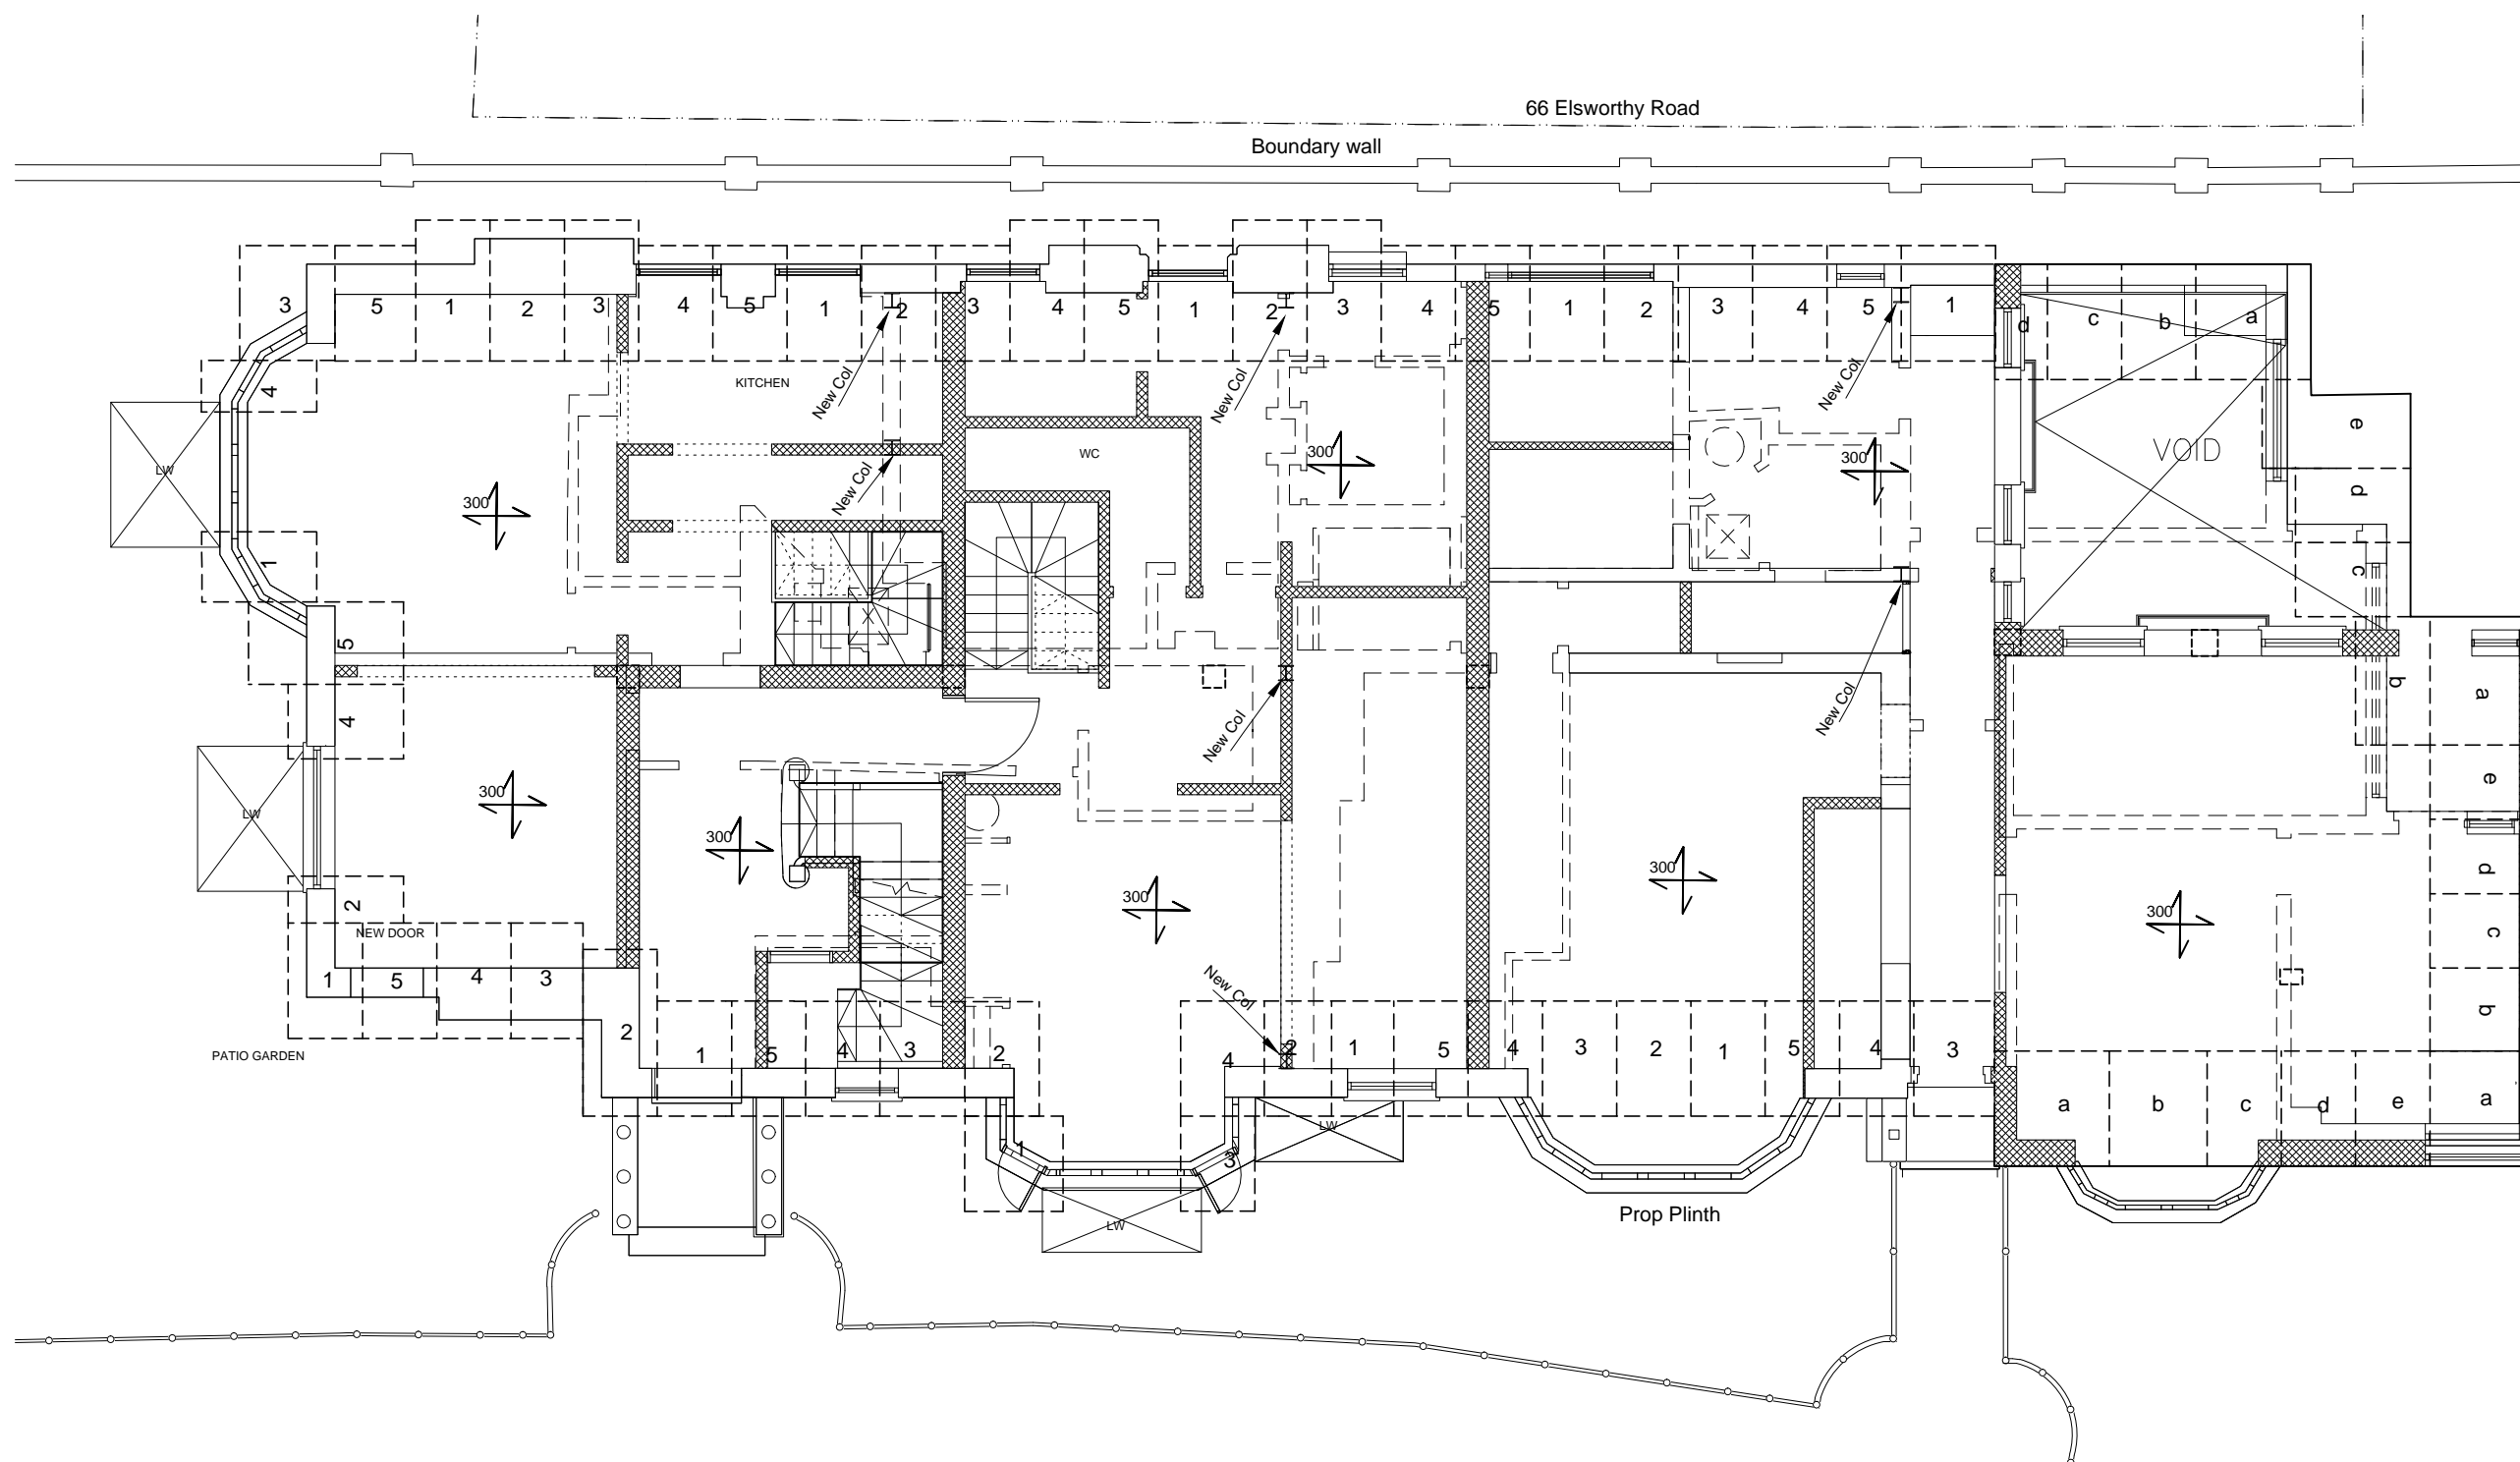 66 Elsworthy Road
Boundary wall
3 5 1 2 3 4 5 1 2 3 4 5 1 2 3 4 5 1 2 3 4 5 1 d c b a
4
KITCHEN
New Col
New Col
New Col
e
WC
VOID
LW
300
300
300
New Col
d
1
c
5
4
b
a
New Col
New Col
e
300
LW
300
300
300
300
d
2
NEW DOOR
c
1 5 4 3
2
New Col
b
PATIO GARDEN
1 5 4 3 2 4 2 1 5 4 3 2 1 5 4 3
a b c d e a
LW
1
3
LW
Prop Plinth